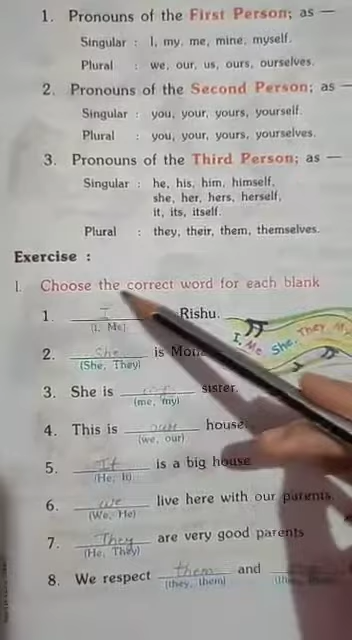 1. Pronouns of the First Person; as —
Singular : I, my, me, mine, myself.
Plural : we, our, us, ours, ourselves.
2. Pronouns of the Second Person; as —
Singular : you, your, yours, yourself.
Plural : you, your, yours, yourselves.
3. Pronouns of the Third Person; as —
Singular : he, his, him, himself,
she, her, hers, herself,
it, its, itself.
Plural : they, their, them, themselves.
Exercise :
I. Choose the correct word for each blank
1. I Rishu.
(I, Me)
I, Me, She, They
2. She is
(She, They)
3. She is my sister.
(me, my)
4. This is our house.
(we, our)
5. It is a big house
(He, It)
6. We live here with our parents.
(We, He)
7. They are very good parents
(He, They)
8. We respect them and
(they, them)